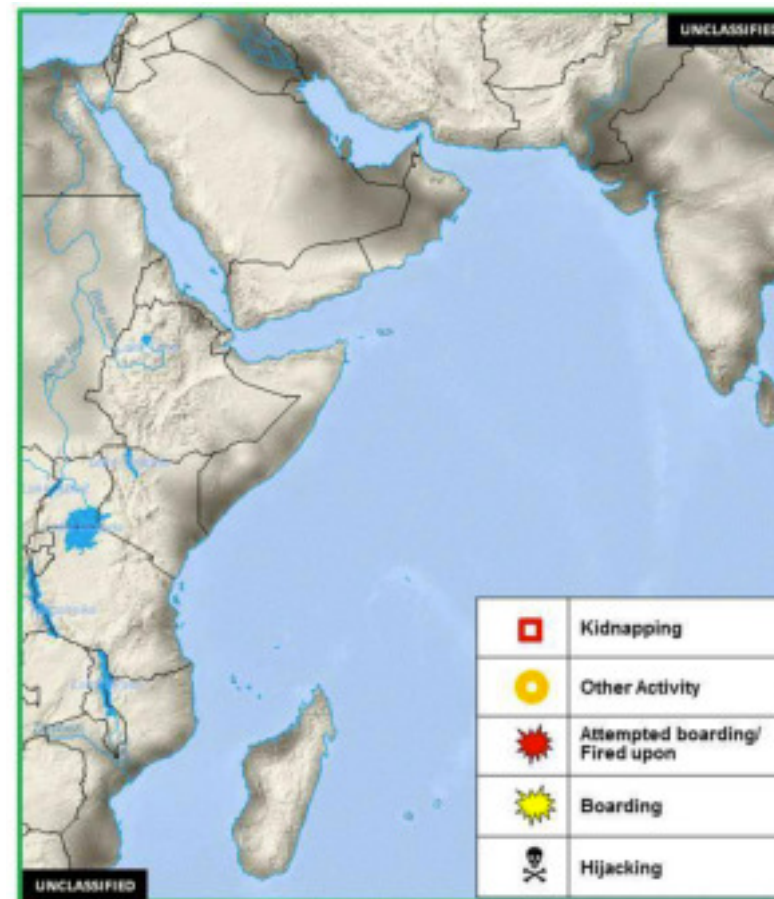 UNCLASSIFIED
Kidnapping
Other Activity
Attempted boarding/
Fired upon
Boarding
Hijacking
UNCLASSIFIED